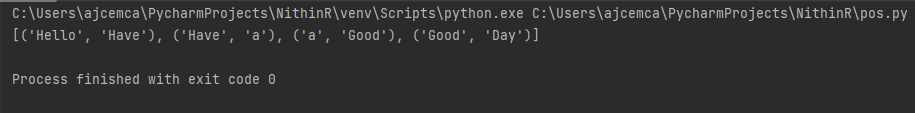 C:\Users\ajcemca\PycharmProjects\NithinR\venv\Scripts\python.exe C:\Users\ajcemca\PycharmProjects\NithinR\pos.py
[('Hello', 'Have'), ('Have', 'a'), ('a', 'Good'), ('Good', 'Day')]
Process finished with exit code 0